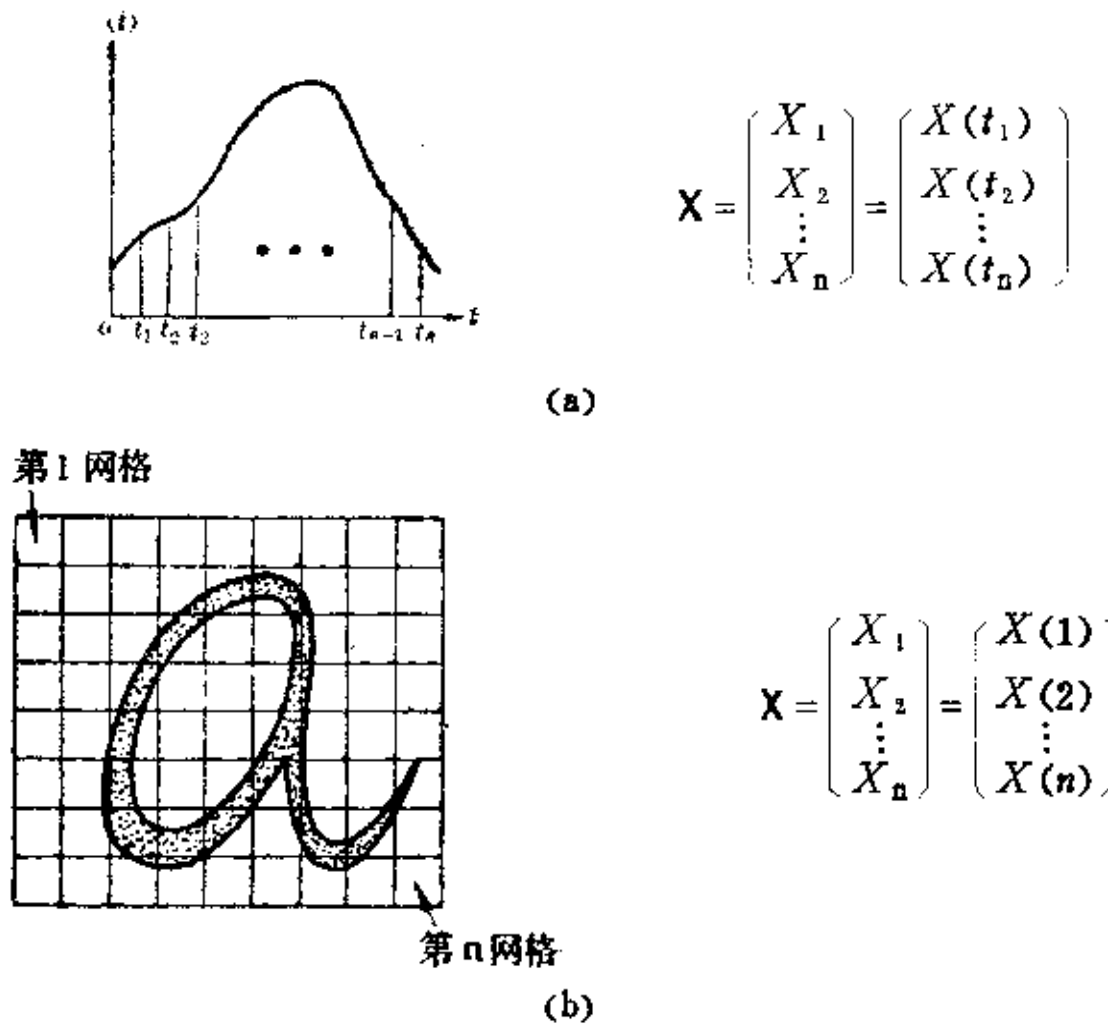 (t)
X = ( X₁ X₂ ⋮ Xₙ ) = ( X(t₁) X(t₂) ⋮ X(tₙ) )
• • •
t₁ t₂ t₃ tₙ₋₁ tₙ t
(a)
第1网格
X = ( X₁ X₂ ⋮ Xₙ ) = ( X(1) X(2) ⋮ X(n) )
第n网格
(b)